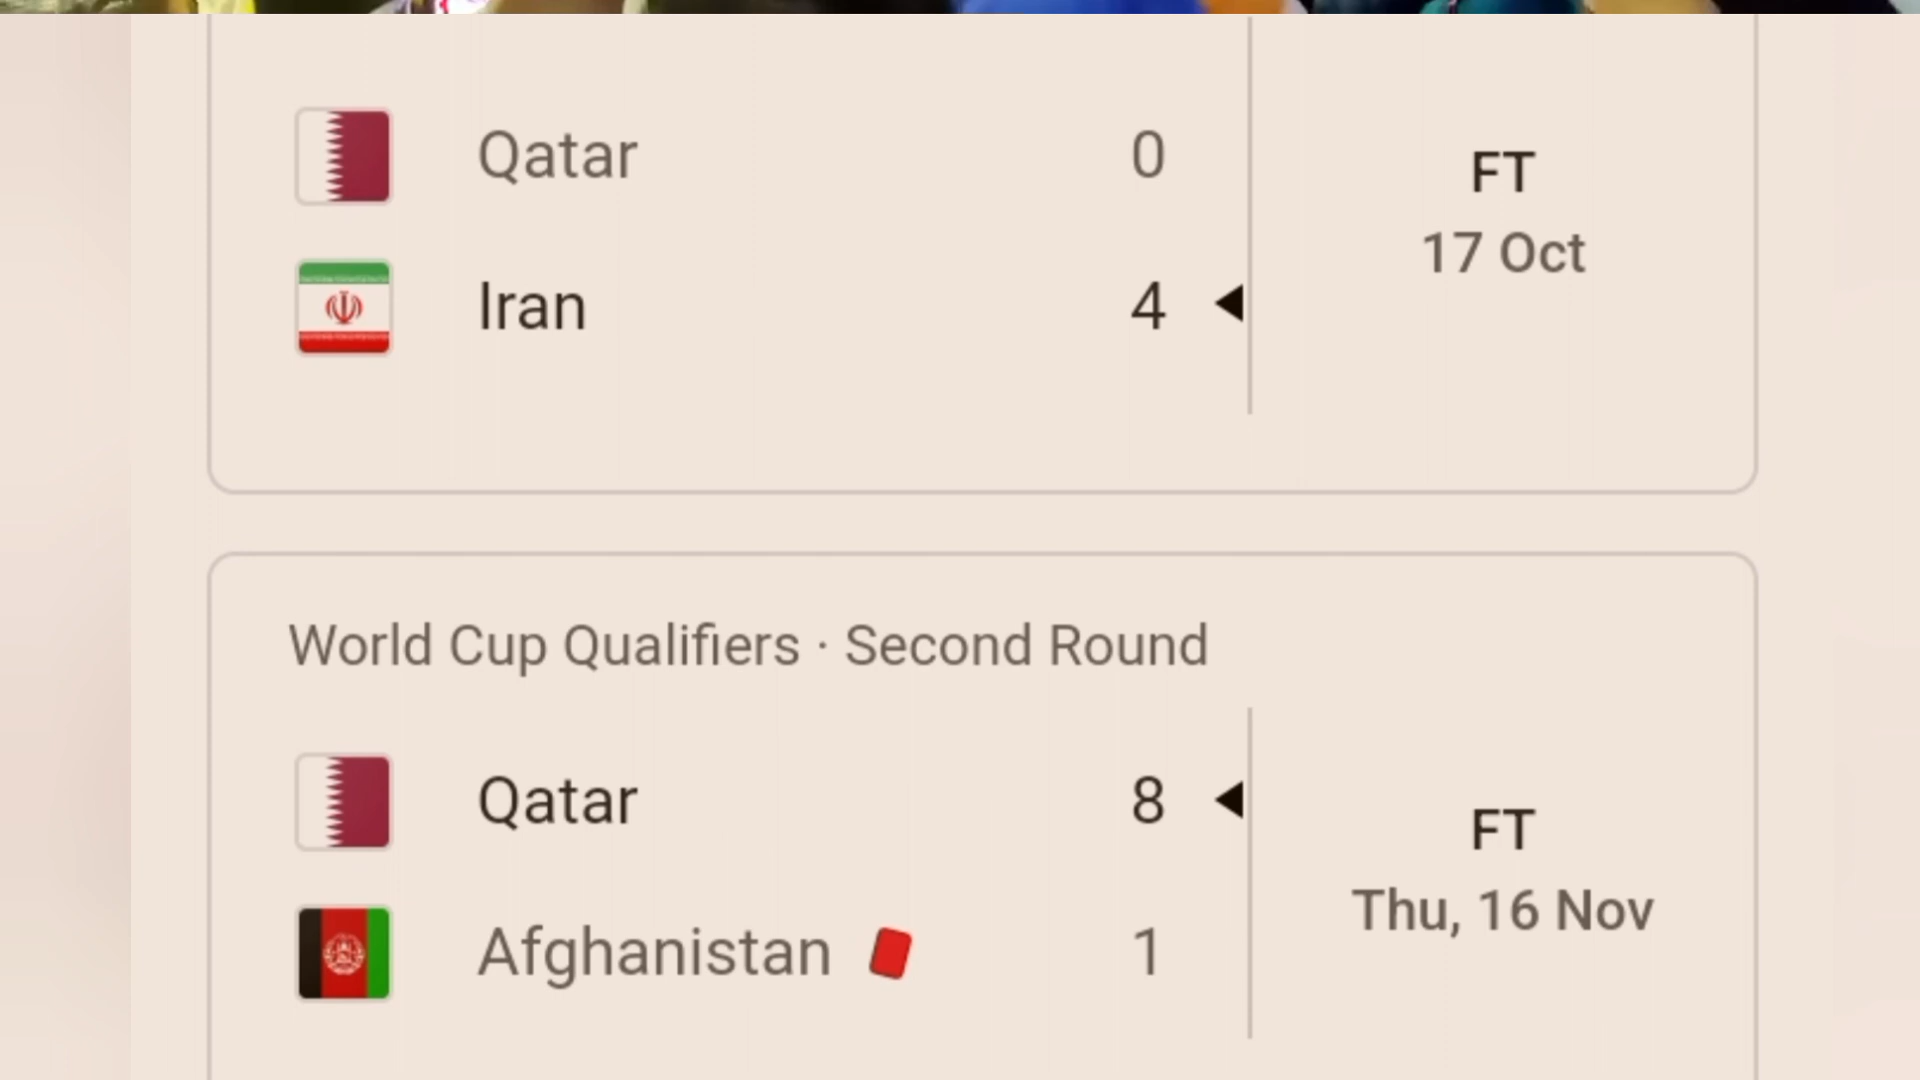 Qatar 0
FT
17 Oct
Iran 4
World Cup Qualifiers · Second Round
Qatar 8
FT
Thu, 16 Nov
Afghanistan 1